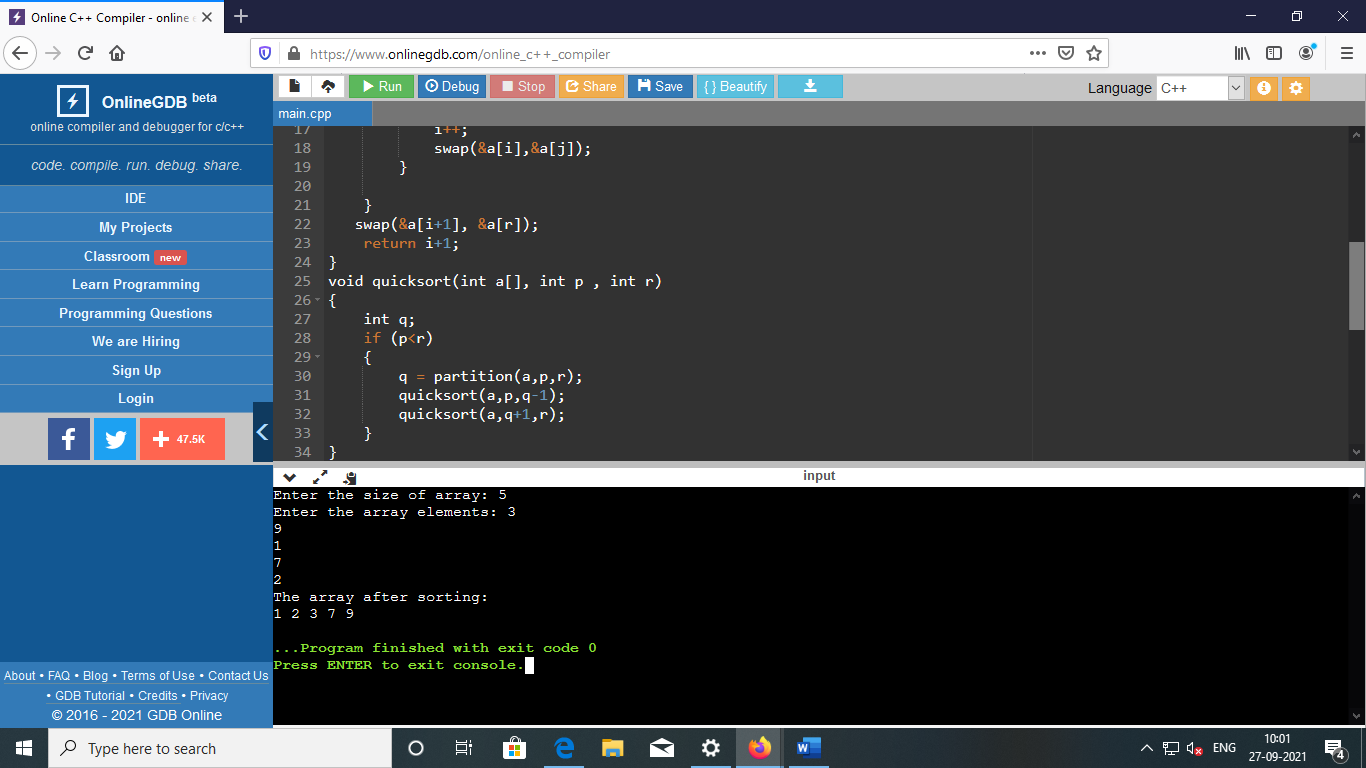 Online C++ Compiler - online e
https://www.onlinegdb.com/online_c++_compiler
OnlineGDB beta
online compiler and debugger for c/c++
code. compile. run. debug. share.
IDE
My Projects
Classroom new
Learn Programming
Programming Questions
We are Hiring
Sign Up
Login
47.5K
About • FAQ • Blog • Terms of Use • Contact Us
• GDB Tutorial • Credits • Privacy
© 2016 - 2021 GDB Online
Run Debug Stop Share Save { } Beautify Language C++
main.cpp
17 i++;
18 swap(&a[i],&a[j]);
19 }
20
21 }
22 swap(&a[i+1], &a[r]);
23 return i+1;
24 }
25 void quicksort(int a[], int p , int r)
26 {
27 int q;
28 if (p<r)
29 {
30 q = partition(a,p,r);
31 quicksort(a,p,q-1);
32 quicksort(a,q+1,r);
33 }
34 }
input
Enter the size of array: 5
Enter the array elements: 3
9
1
7
2
The array after sorting:
1 2 3 7 9
...Program finished with exit code 0
Press ENTER to exit console.
Type here to search
ENG
10:01
27-09-2021
4